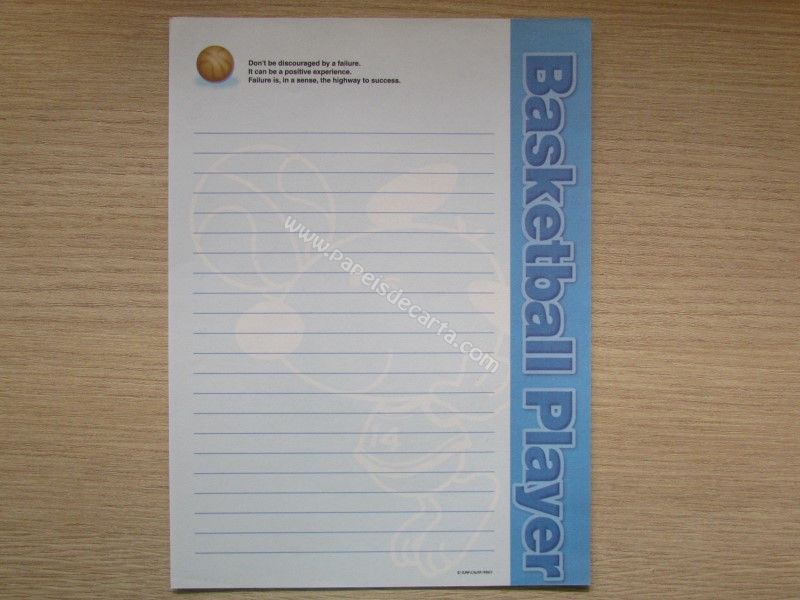 Don't be discouraged by a failure.
It can be a positive experience.
Failure is, in a sense, the highway to success.
Basketball Player
www.papeisdecarta.com